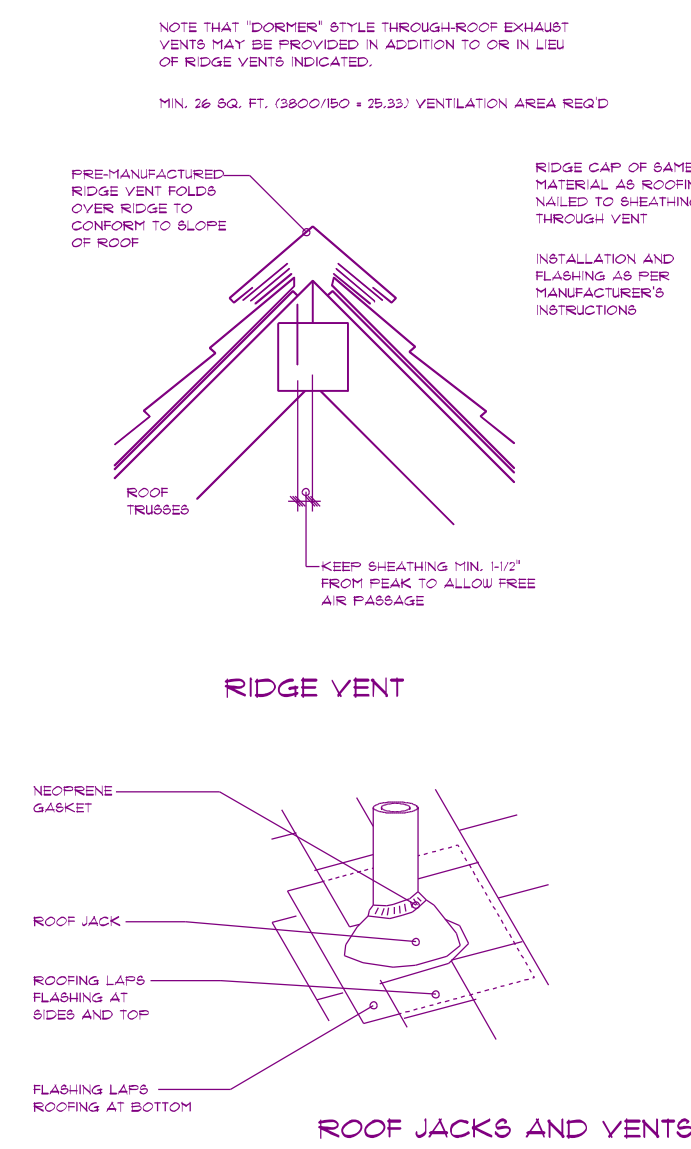 NOTE THAT "DORMER" STYLE THROUGH-ROOF EXHAUST
VENTS MAY BE PROVIDED IN ADDITION TO OR IN LIEU
OF RIDGE VENTS INDICATED.
MIN. 26 SQ. FT. (3800/150 = 25.33) VENTILATION AREA REQ'D
PRE-MANUFACTURED
RIDGE VENT FOLDS
OVER RIDGE TO
CONFORM TO SLOPE
OF ROOF
RIDGE CAP OF SAME
MATERIAL AS ROOFIN
NAILED TO SHEATHING
THROUGH VENT
INSTALLATION AND
FLASHING AS PER
MANUFACTURER'S
INSTRUCTIONS
ROOF
TRUSSES
KEEP SHEATHING MIN. 1-1/2"
FROM PEAK TO ALLOW FREE
AIR PASSAGE
RIDGE VENT
NEOPRENE
GASKET
ROOF JACK
ROOFING LAPS
FLASHING AT
SIDES AND TOP
FLASHING LAPS
ROOFING AT BOTTOM
ROOF JACKS AND VENTS